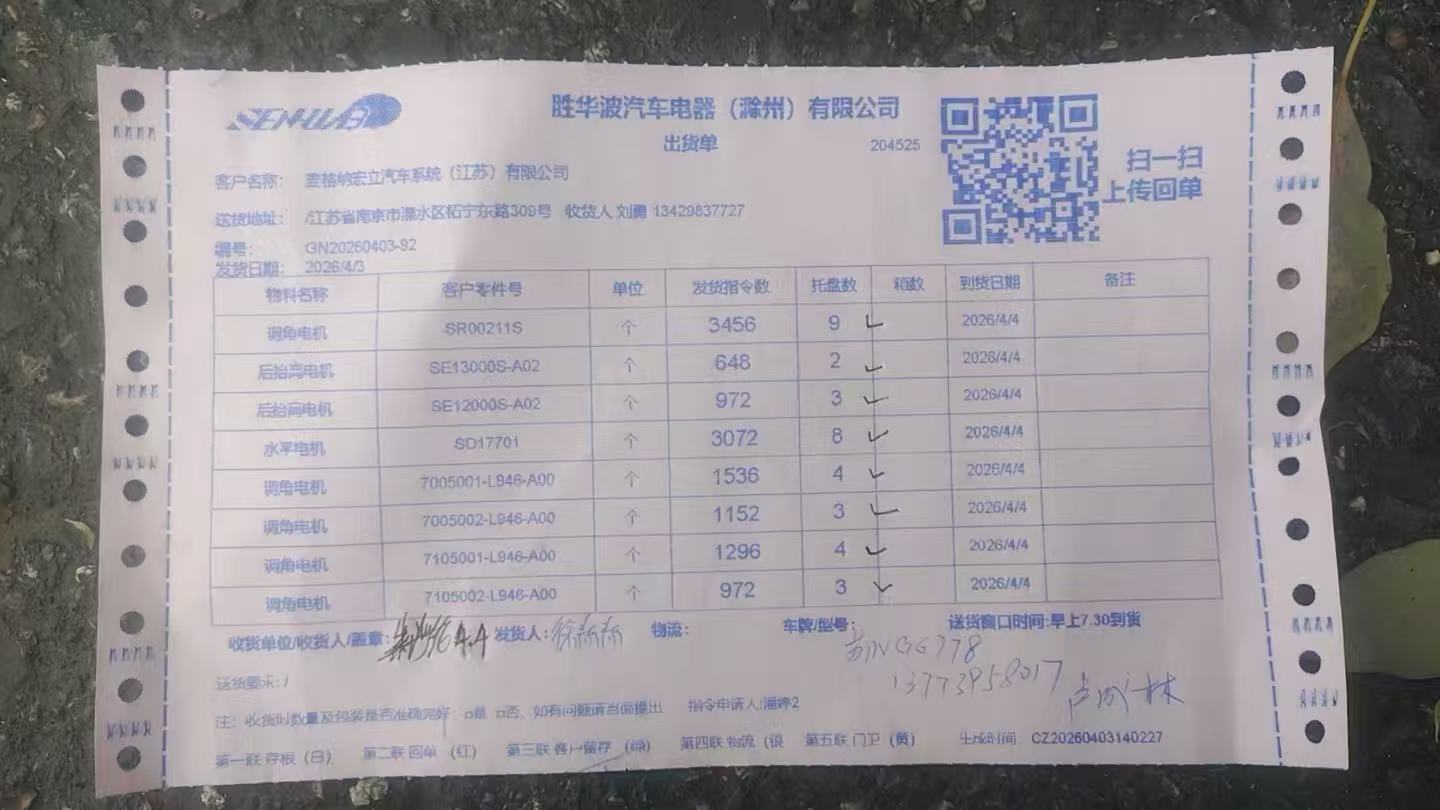 SENHUAB
胜华波汽车电器（滁州）有限公司
出货单
204525
扫一扫
上传回单
客户名称： 麦格纳宏立汽车系统（江苏）有限公司
送货地址： /江苏省南京市溧水区柘宁东路309号 收货人 刘勇 13429837727
编号： GN20260403-92
发货日期： 2026/4/3
物料名称 客户零件号 单位 发货指令数 托盘数 箱数 到货日期 备注
调角电机 SR00211S 个 3456 9 ✓ 2026/4/4
后抬高电机 SE13000S-A02 个 648 2 ✓ 2026/4/4
后抬高电机 SE12000S-A02 个 972 3 ✓ 2026/4/4
水平电机 SD17701 个 3072 8 ✓ 2026/4/4
调角电机 7005001-L946-A00 个 1536 4 ✓ 2026/4/4
调角电机 7005002-L946-A00 个 1152 3 ✓ 2026/4/4
调角电机 7105001-L946-A00 个 1296 4 ✓ 2026/4/4
调角电机 7105002-L946-A00 个 972 3 ✓ 2026/4/4
收货单位/收货人/盖章： 4.4 发货人： 物流： 车牌/型号： 送货窗口时间:早上7.30到货
13773958017
送货要求: /
注：收货时数量及包装是否准确完好：□是 □否、如有问题请当面提出 指令申请人:潘婷2
第一联 存根（白） 第二联 回单（红） 第三联 客户留存（绿） 第四联 物流（银 第五联 门卫（黄） 生成时间 CZ20260403140227